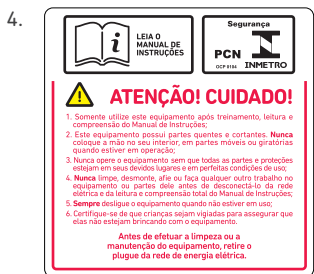 4.
LEIA O
MANUAL DE
INSTRUÇÕES
Segurança
PCN
OCP 0104
INMETRO
ATENÇÃO! CUIDADO!
1. Somente utilize este equipamento após treinamento, leitura e
compreensão do Manual de Instruções;
2. Este equipamento possui partes quentes e cortantes. Nunca
coloque a mão no seu interior, em partes móveis ou giratórias
quando estiver em operação;
3. Nunca opere o equipamento sem que todas as partes e proteções
estejam em seus devidos lugares e em perfeitas condições de uso;
4. Nunca limpe, desmonte, afie ou faça qualquer outro trabalho no
equipamento ou partes dele antes de desconectá-lo da rede
elétrica e da leitura e compreensão total do Manual de Instruções;
5. Sempre desligue o equipamento quando não estiver em uso;
6. Certifique-se de que crianças sejam vigiadas para assegurar que
elas não estejam brincando com o equipamento.
Antes de efetuar a limpeza ou a
manutenção do equipamento, retire o
plugue da rede de energia elétrica.